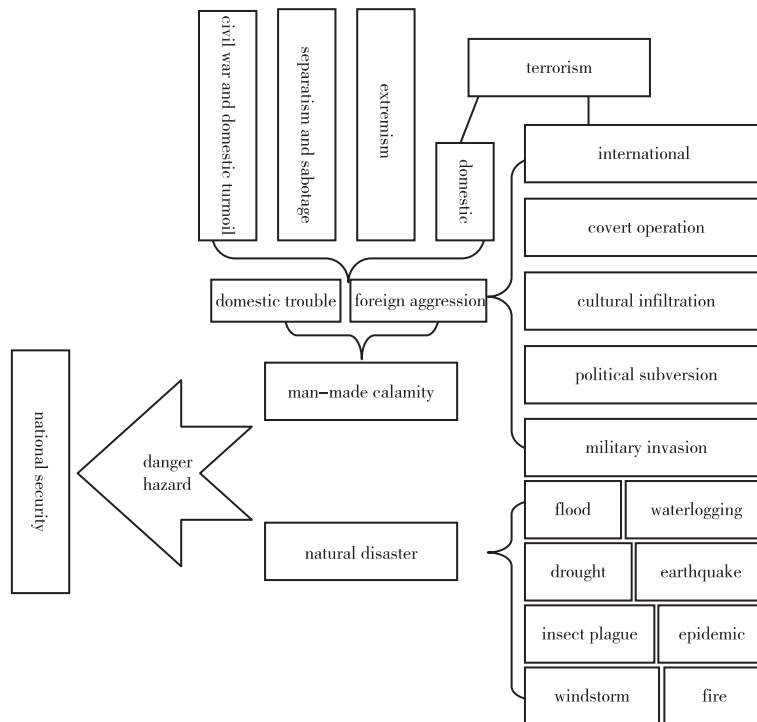 civil war and domestic turmoil
separatism and sabotage
extremism
terrorism
domestic
international
covert operation
domestic trouble
foreign aggression
cultural infiltration
political subversion
man-made calamity
military invasion
national security
danger
hazard
natural disaster
flood
waterlogging
drought
earthquake
insect plague
epidemic
windstorm
fire